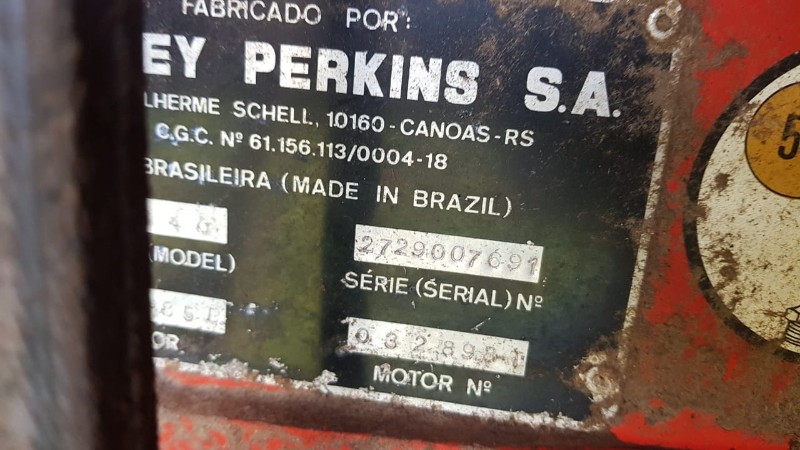 FABRICADO POR:
EY PERKINS S.A.
LHERME SCHELL, 10160-CANOAS-RS
C.G.C. Nº 61.156.113/0004-18
BRASILEIRA (MADE IN BRAZIL)
2729007691
(MODEL)
SÉRIE (SERIAL) Nº
OR
MOTOR Nº
5